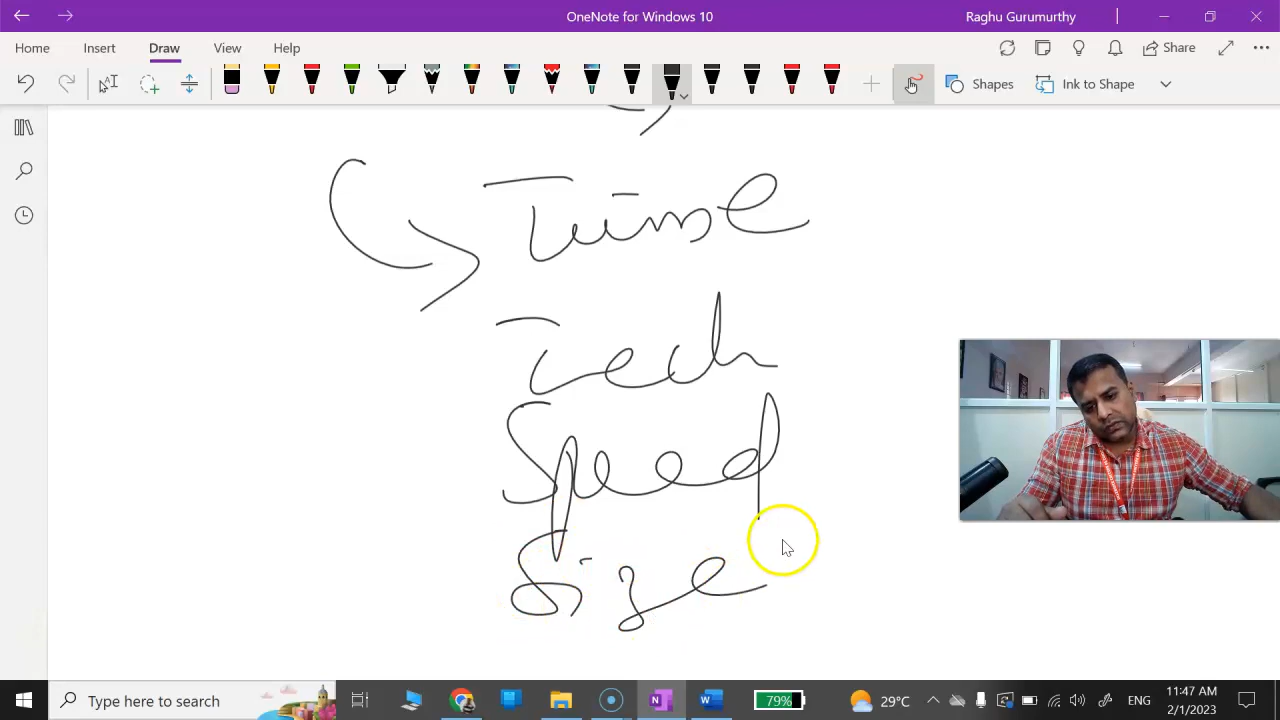 OneNote for Windows 10
Raghu Gurumurthy
Home Insert Draw View Help
Share
Shapes
Ink to Shape
Time
Tech
Speed
Size
Type here to search
79%
29°C
ENG
11:47 AM
2/1/2023